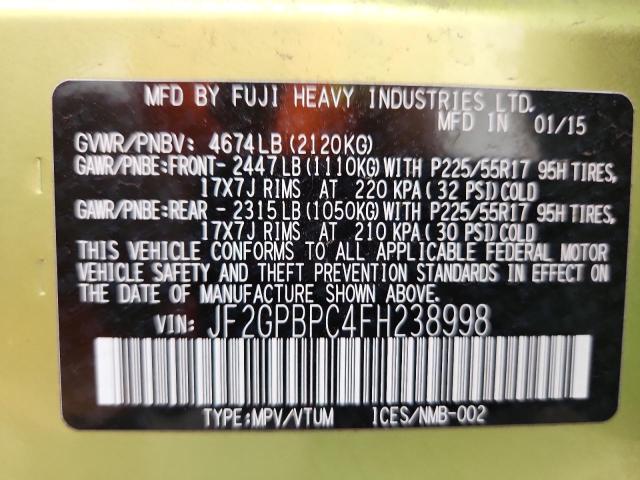 MFD BY FUJI HEAVY INDUSTRIES LTD.
MFD IN 01/15
GVWR/PNBV: 4674LB(2120KG)
GAWR/PNBE:FRONT-2447LB(1110KG)WITH P225/55R17 95H TIRES,
17X7J RIMS AT 220 KPA(32 PSI)COLD
GAWR/PNBE:REAR -2315LB(1050KG)WITH P225/55R17 95H TIRES,
17X7J RIMS AT 210 KPA(30 PSI)COLD
THIS VEHICLE CONFORMS TO ALL APPLICABLE FEDERAL MOTOR
VEHICLE SAFETY AND THEFT PREVENTION STANDARDS IN EFFECT ON
THE DATE OF MANUFACTURE SHOWN ABOVE.
VIN: JF2GPBPC4FH238998
TYPE:MPV/VTUM ICES/NMB-002